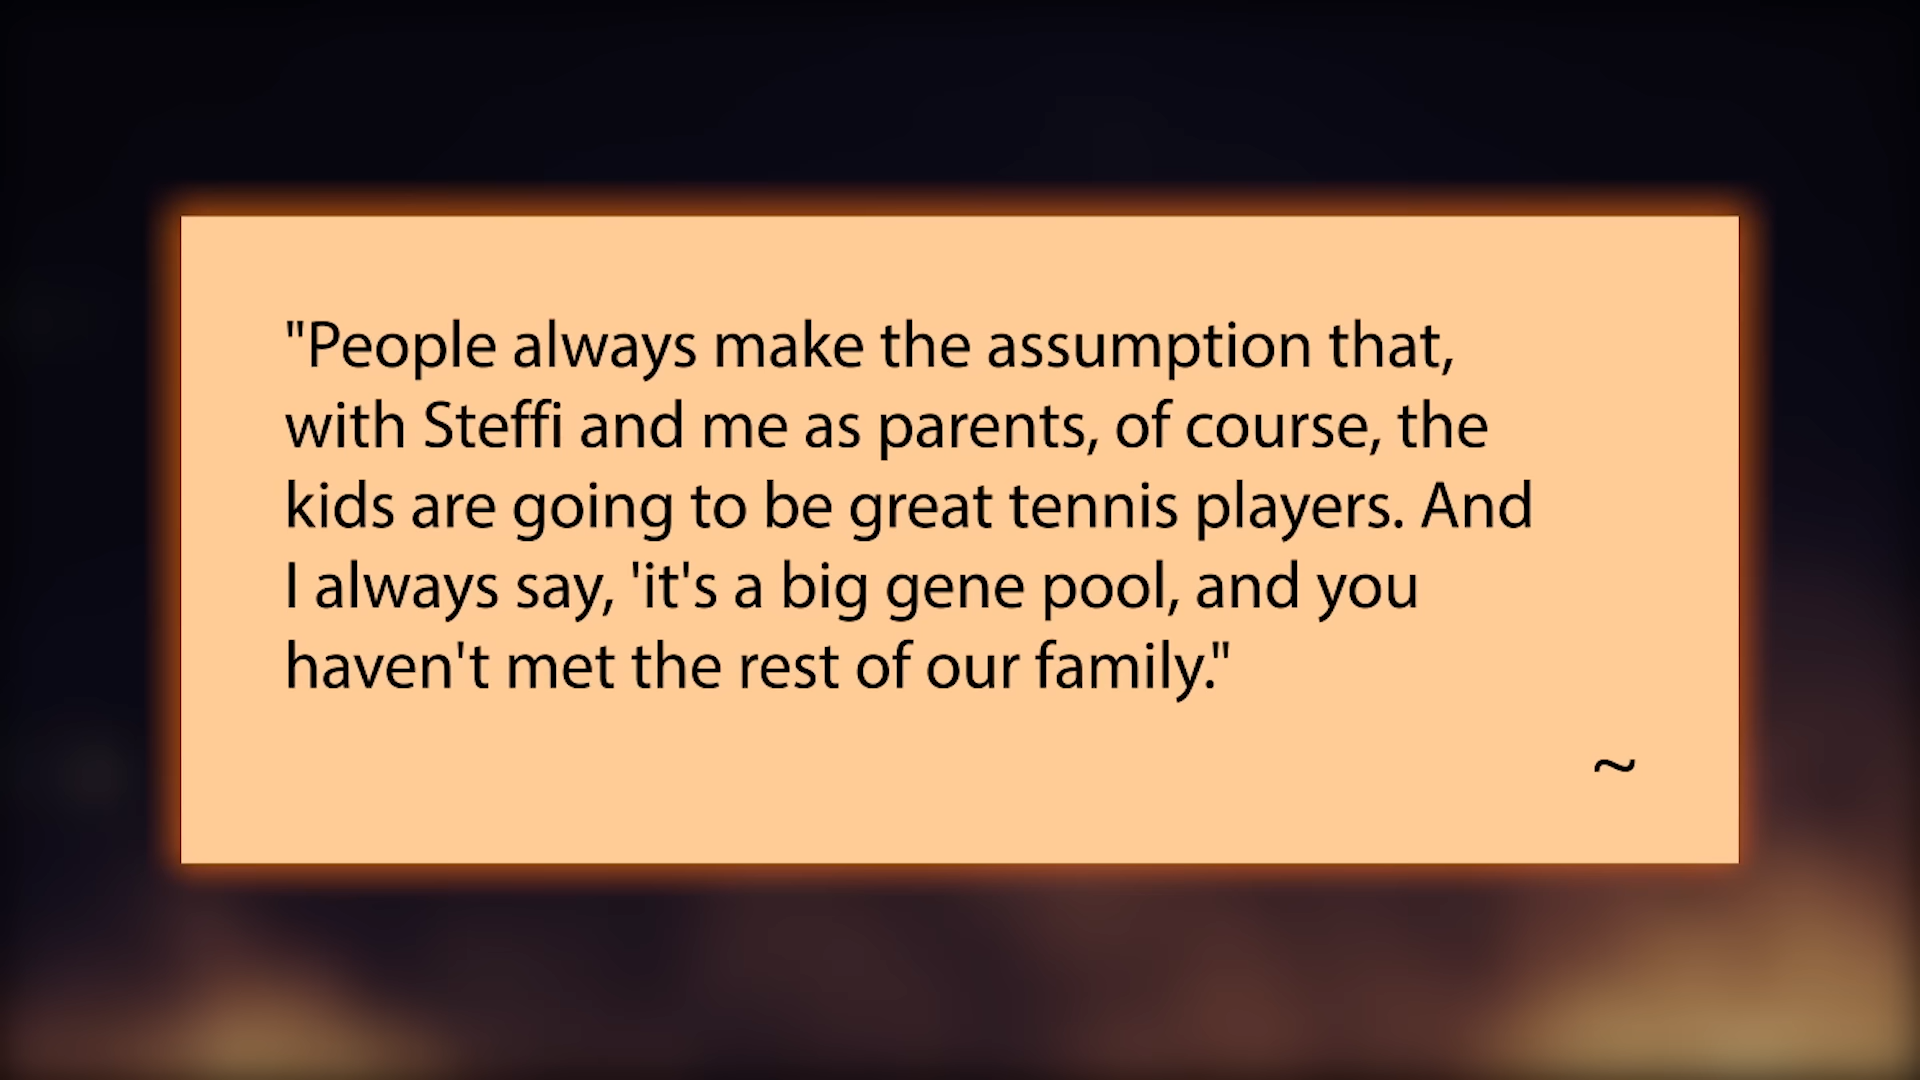 "People always make the assumption that,
with Steffi and me as parents, of course, the
kids are going to be great tennis players. And
I always say, 'it's a big gene pool, and you
haven't met the rest of our family."
~